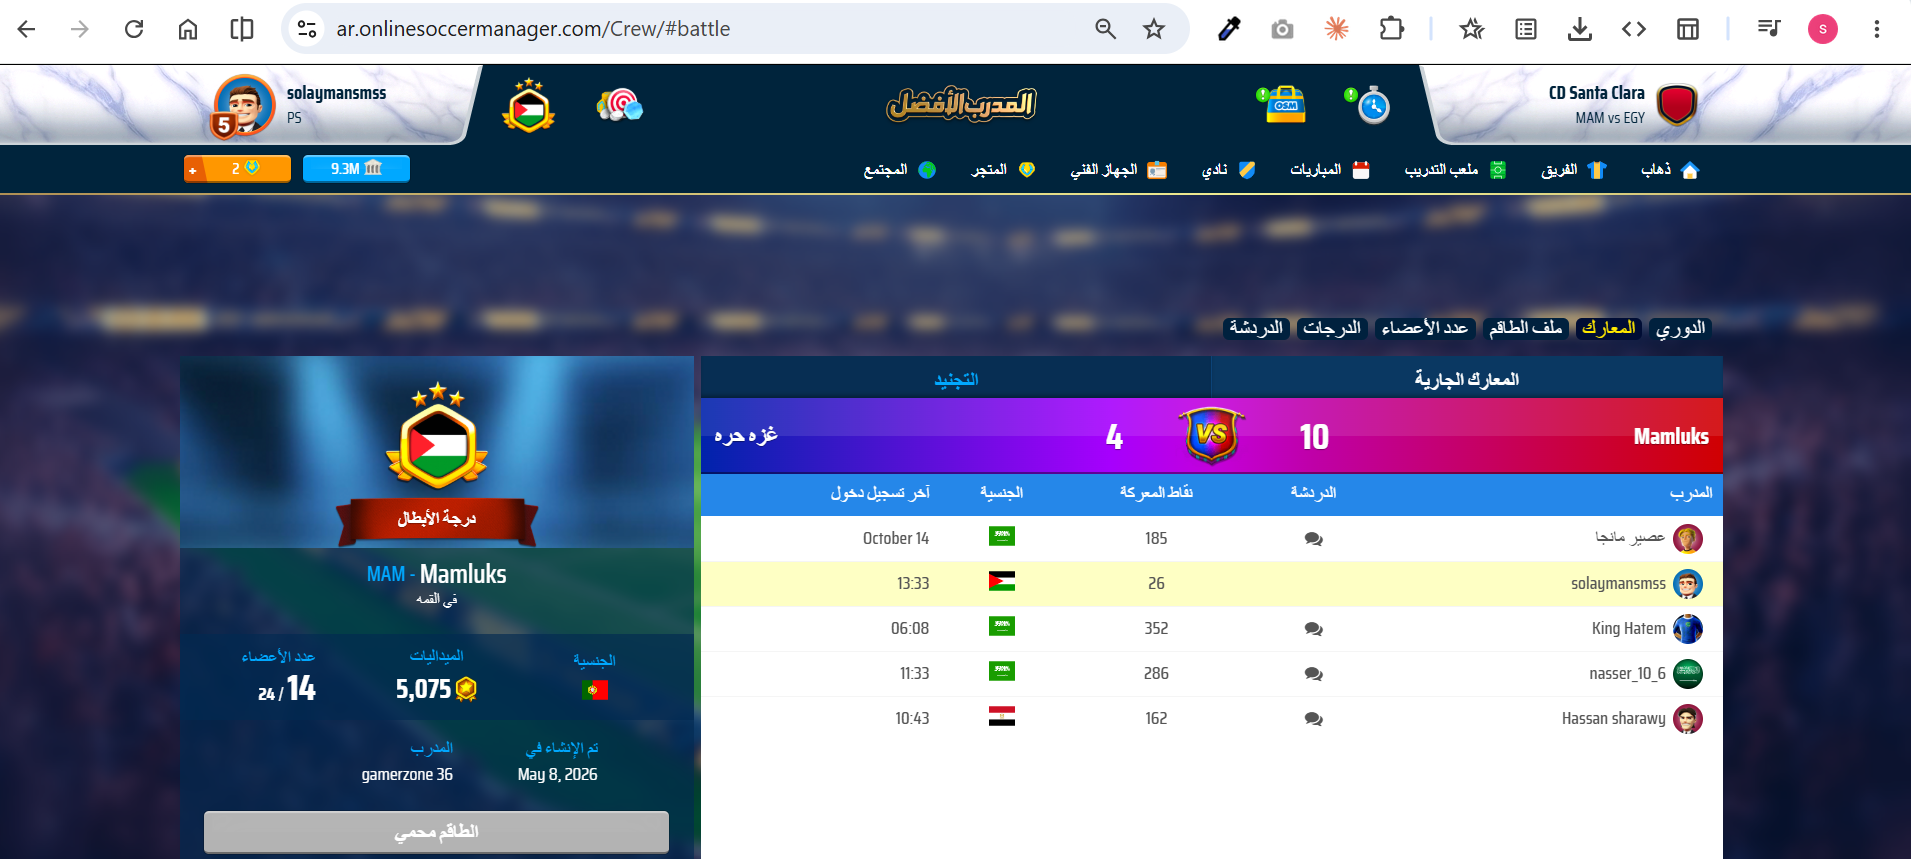 ar.onlinesoccermanager.com/Crew/#battle
S
solaymansmss
PS
5
المدرب الأفضل
OSM
CD Santa Clara
MAM vs EGY
+ 2
9.3M
ذهاب
الفريق
ملعب التدريب
المباريات
نادي
الجهاز الفني
المتجر
المجتمع
الدوري
المعارك
ملف الطاقم
عدد الأعضاء
الدرجات
الدردشة
المعارك الجارية
التجنيد
Mamluks
10
VS
4
غزه حره
المدرب
الدردشة
نقاط المعركة
الجنسية
آخر تسجيل دخول
عصير مانجا
185
October 14
solaymansmss
26
13:33
King Hatem
352
06:08
nasser_10_6
286
11:33
Hassan sharawy
162
10:43
درجة الأبطال
MAM - Mamluks
في القمه
الجنسية
الميداليات
5,075
عدد الأعضاء
14 / 24
تم الإنشاء في
May 8, 2026
المدرب
gamerzone 36
الطاقم محمي